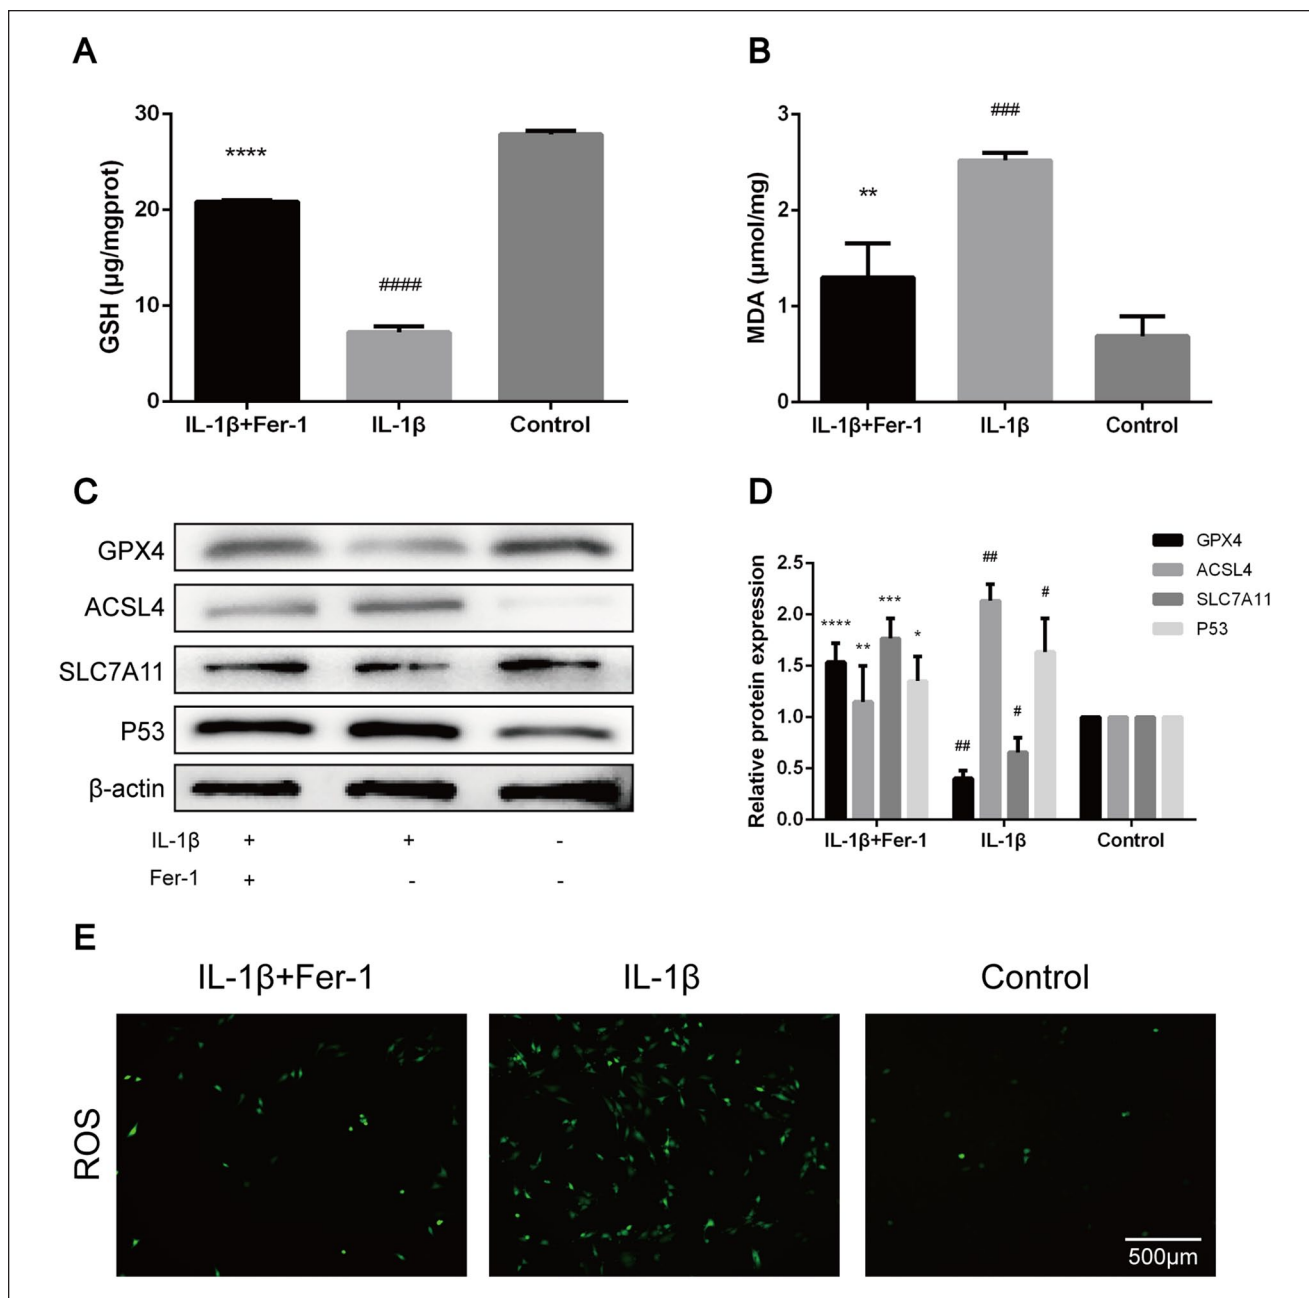 A
30
20
10
0
GSH (µg/mgprot)
****
####
IL-1β+Fer-1 IL-1β Control
B
3
2
1
0
MDA (µmol/mg)
**
###
IL-1β+Fer-1 IL-1β Control
C
GPX4
ACSL4
SLC7A11
P53
β-actin
IL-1β + + -
Fer-1 + - -
D
GPX4
ACSL4
SLC7A11
P53
2.5
2.0
1.5
1.0
0.5
0.0
Relative protein expression
**** ** *** *
## ## # #
IL-1β+Fer-1 IL-1β Control
E
IL-1β+Fer-1 IL-1β Control
ROS
500µm